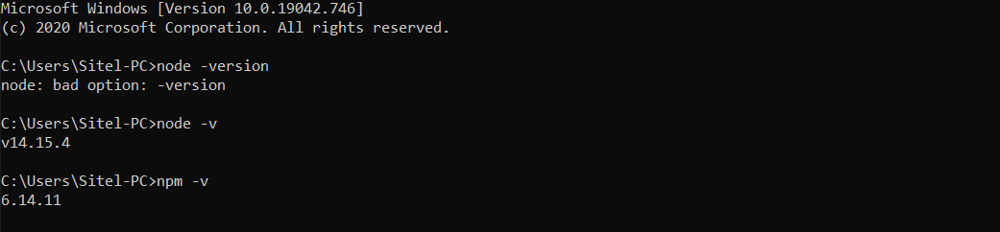 Microsoft Windows [Version 10.0.19042.746]
(c) 2020 Microsoft Corporation. All rights reserved.
C:\Users\Sitel-PC>node -version
node: bad option: -version
C:\Users\Sitel-PC>node -v
v14.15.4
C:\Users\Sitel-PC>npm -v
6.14.11